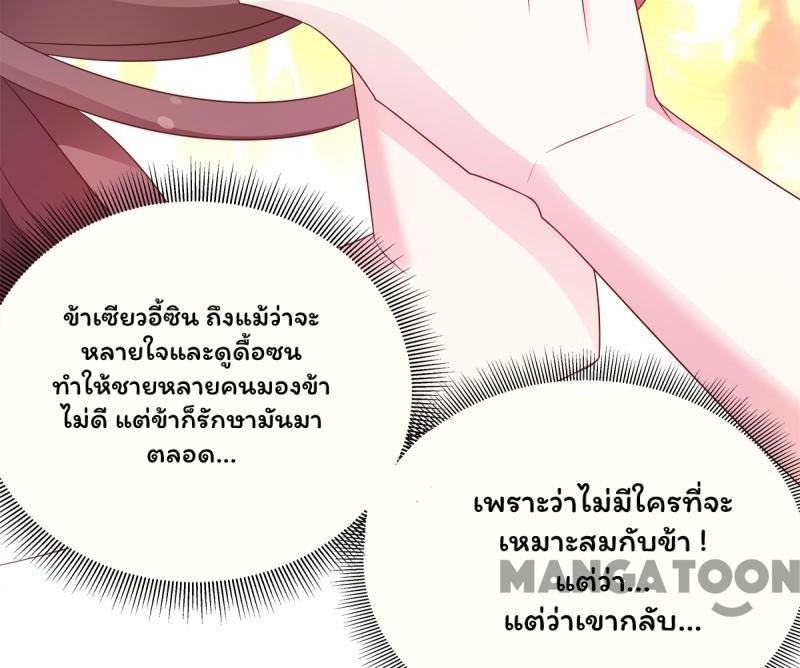 ข้าเซียวอี้ซิน ถึงแม้ว่าจะ
หลายใจและดูดื้อซน
ทำให้ชายหลายคนมองข้า
ไม่ดี แต่ข้าก็รักษามันมา
ตลอด...
เพราะว่าไม่มีใครที่จะ
เหมาะสมกับข้า !
แต่ว่า...
แต่ว่าเขากลับ...
MANGATOON